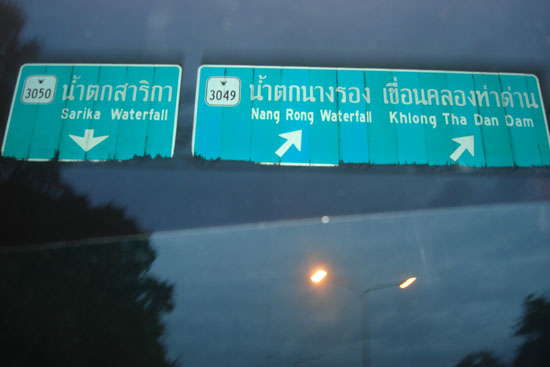 3050 น้ำตกสาริกา
Sarika Waterfall
3049 น้ำตกนางรอง เขื่อนคลองท่าด่าน
Nang Rong Waterfall Khlong Tha Dan Dam